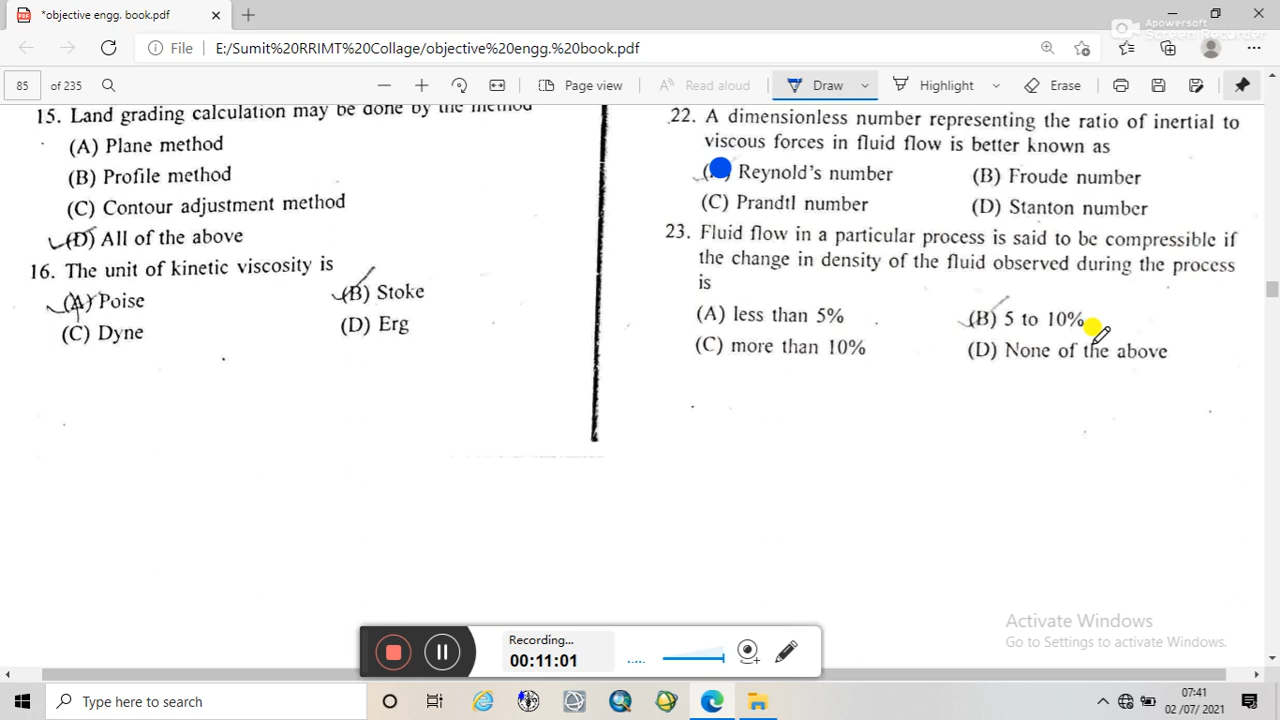 *objective engg. book.pdf
Apowersoft
Screen Recorder
File E:/Sumit%20RRIMT%20Collage/objective%20engg.%20book.pdf
85 of 235 Page view Read aloud Draw Highlight Erase
15. Land grading calculation may be done by the method
(A) Plane method
(B) Profile method
(C) Contour adjustment method
(D) All of the above
16. The unit of kinetic viscosity is
(A) Poise (B) Stoke
(C) Dyne (D) Erg
22. A dimensionless number representing the ratio of inertial to
viscous forces in fluid flow is better known as
Reynold's number (B) Froude number
(C) Prandtl number (D) Stanton number
23. Fluid flow in a particular process is said to be compressible if
the change in density of the fluid observed during the process
is
(A) less than 5% (B) 5 to 10%
(C) more than 10% (D) None of the above
Activate Windows
Go to Settings to activate Windows.
Recording...
00:11:01
Type here to search
07:41
02/07/2021